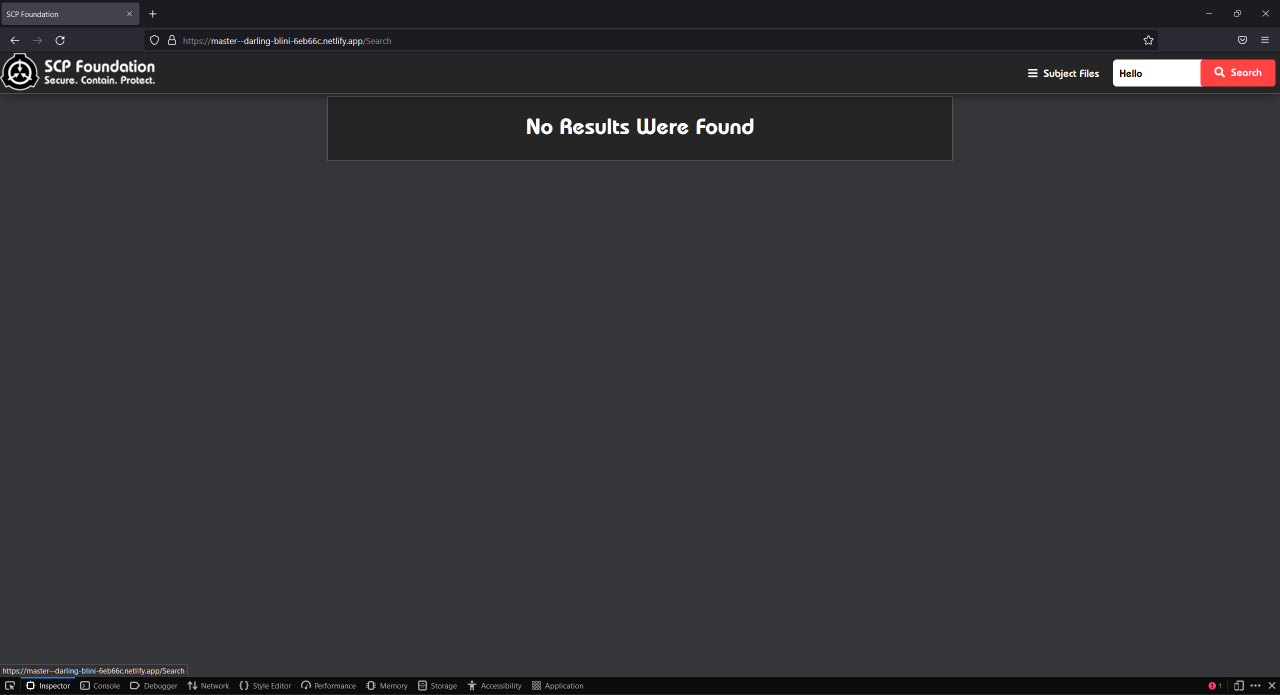 SCP Foundation
https://master--darling-blini-6eb66c.netlify.app/Search
SCP Foundation
Secure. Contain. Protect.
Subject Files
Hello
Search
No Results Were Found
https://master--darling-blini-6eb66c.netlify.app/Search
Inspector Console Debugger Network Style Editor Performance Memory Storage Accessibility Application 1